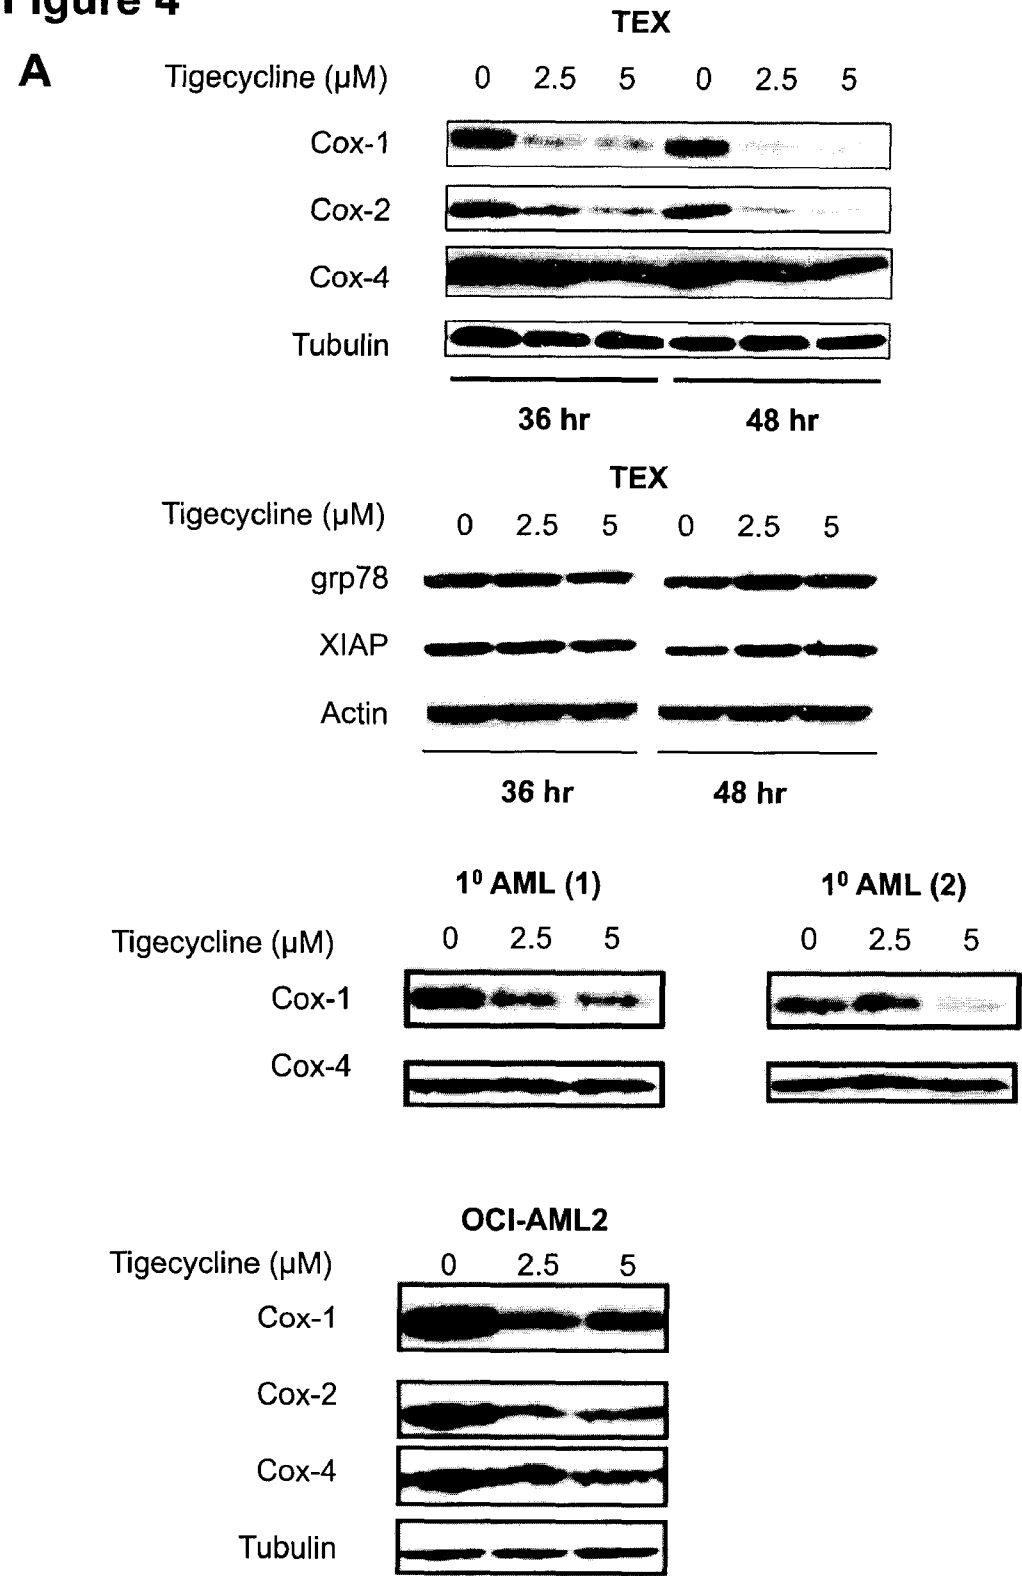 Figure 4
TEX
A
Tigecycline (µM) 0 2.5 5 0 2.5 5
Cox-1
Cox-2
Cox-4
Tubulin
36 hr 48 hr
TEX
Tigecycline (µM) 0 2.5 5 0 2.5 5
grp78
XIAP
Actin
36 hr 48 hr
1⁰ AML (1) 1⁰ AML (2)
Tigecycline (µM) 0 2.5 5 0 2.5 5
Cox-1
Cox-4
OCI-AML2
Tigecycline (µM) 0 2.5 5
Cox-1
Cox-2
Cox-4
Tubulin